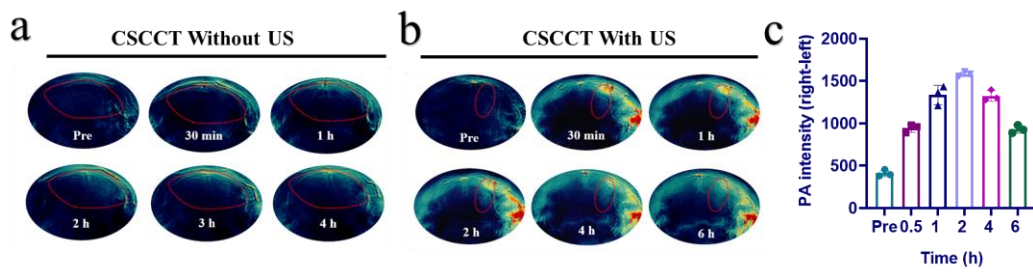 a
CSCCT Without US
Pre
30 min
1 h
2 h
3 h
4 h
b
CSCCT With US
Pre
30 min
1 h
2 h
4 h
6 h
c
PA intensity (right-left)
2000
1500
1000
500
0
Pre 0.5 1 2 4 6
Time (h)